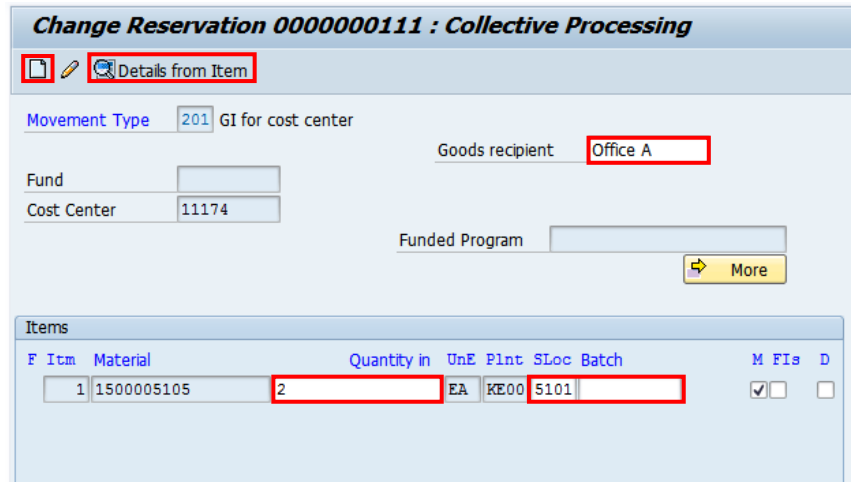 Change Reservation 0000000111 : Collective Processing
Details from Item
Movement Type 201 GI for cost center
Goods recipient Office A
Fund
Cost Center 11174
Funded Program
More
Items
F Itm Material Quantity in UnE Plnt SLoc Batch M FIs D
1 1500005105 2 EA KE00 5101